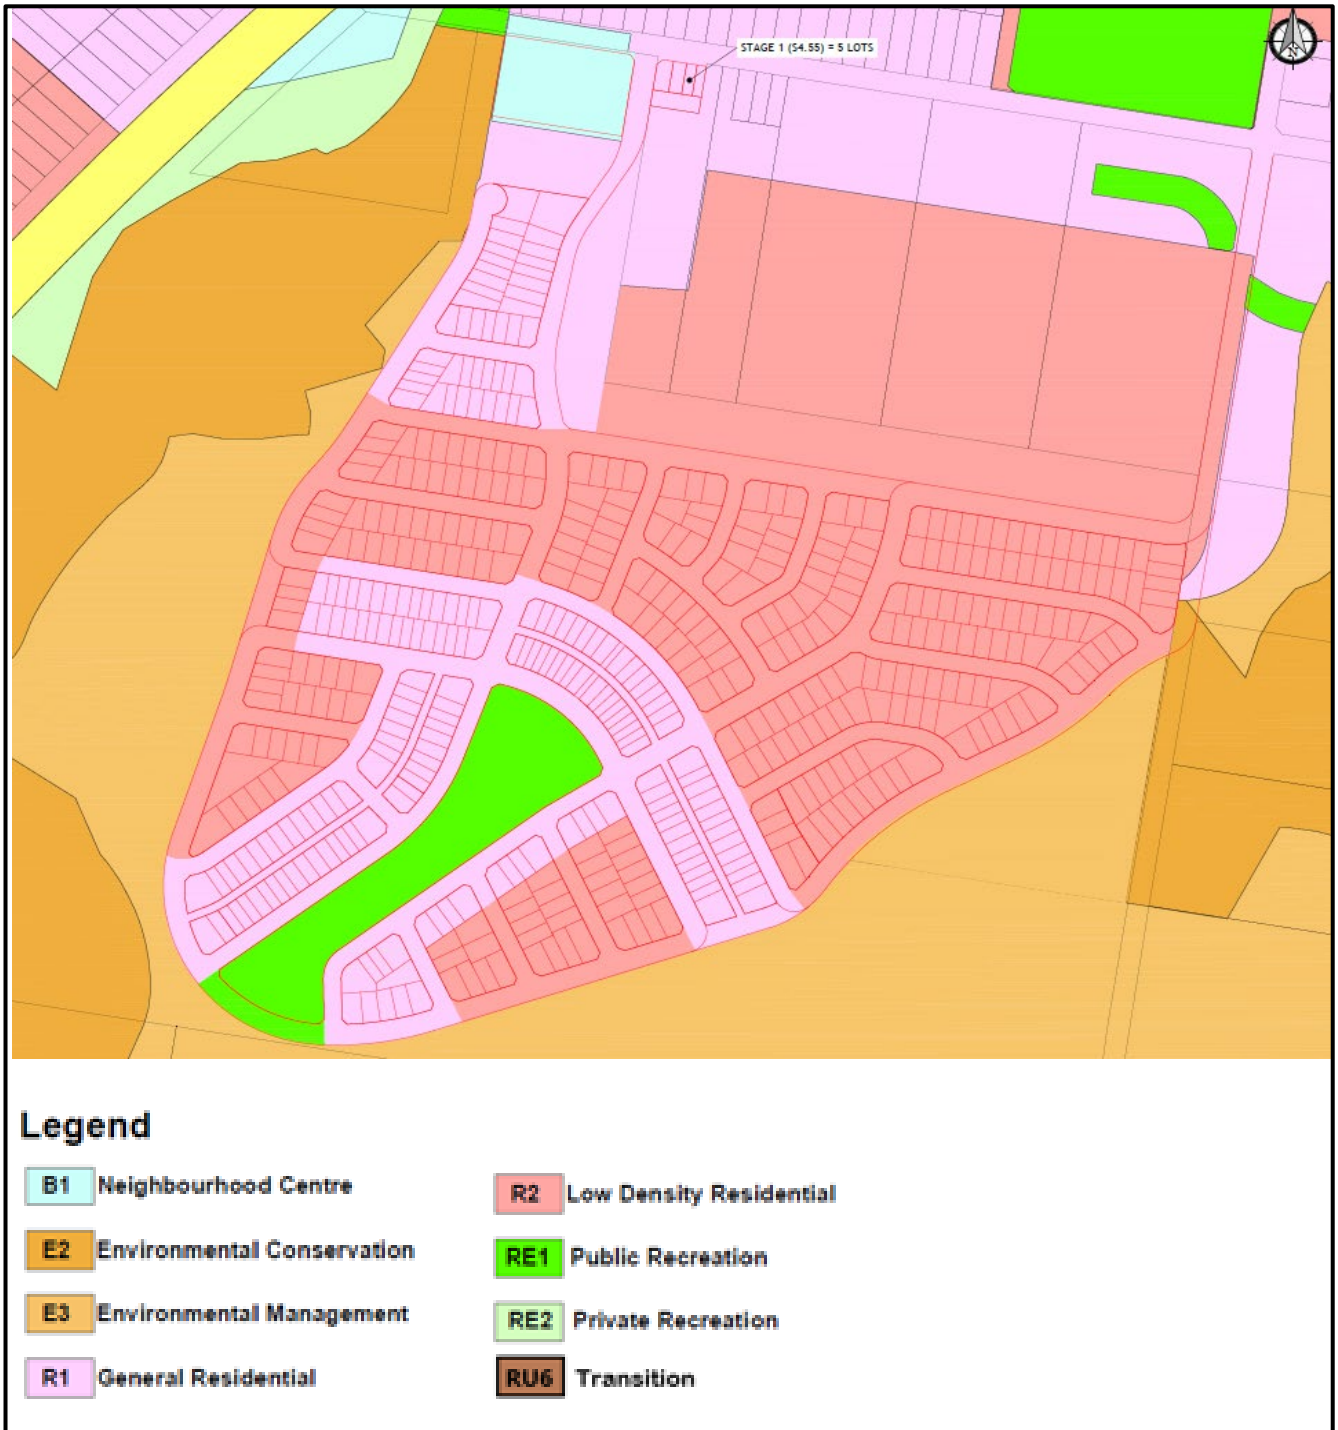 STAGE 1 (S4.55) = 5 LOTS
N
Legend
B1 Neighbourhood Centre
E2 Environmental Conservation
E3 Environmental Management
R1 General Residential
R2 Low Density Residential
RE1 Public Recreation
RE2 Private Recreation
RU6 Transition